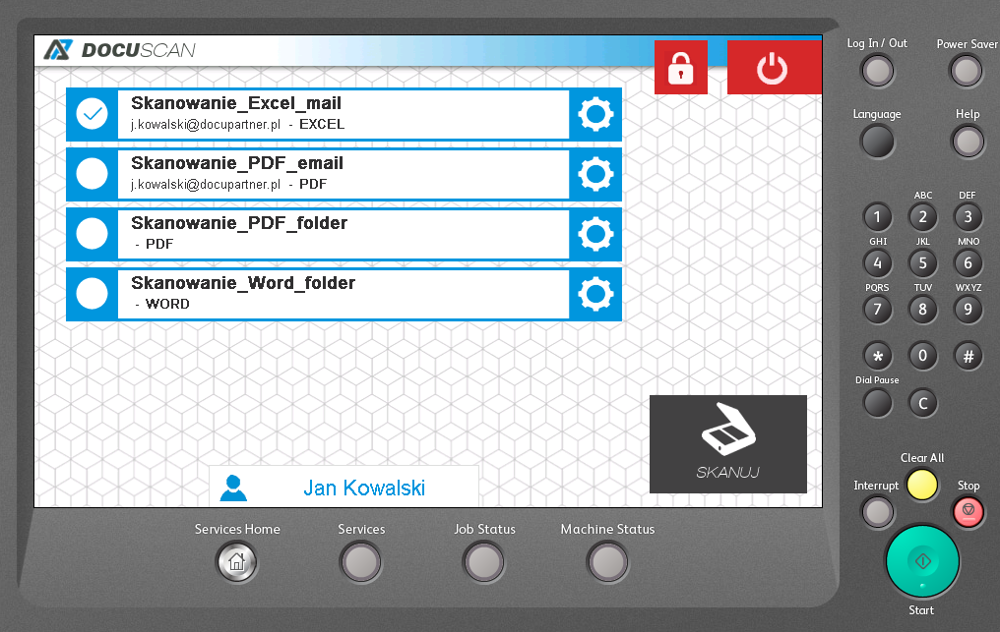 DOCUSCAN
Skanowanie_Excel_mail
j.kowalski@docupartner.pl - EXCEL
Skanowanie_PDF_email
j.kowalski@docupartner.pl - PDF
Skanowanie_PDF_folder
- PDF
Skanowanie_Word_folder
- WORD
SKANUJ
Jan Kowalski
Services Home
Services
Job Status
Machine Status
Log In / Out
Power Saver
Language
Help
ABC
DEF
1
2
3
GHI
JKL
MNO
4
5
6
PQRS
TUV
WXYZ
7
8
9
*
0
#
Dial Pause
C
Clear All
Interrupt
Stop
Start